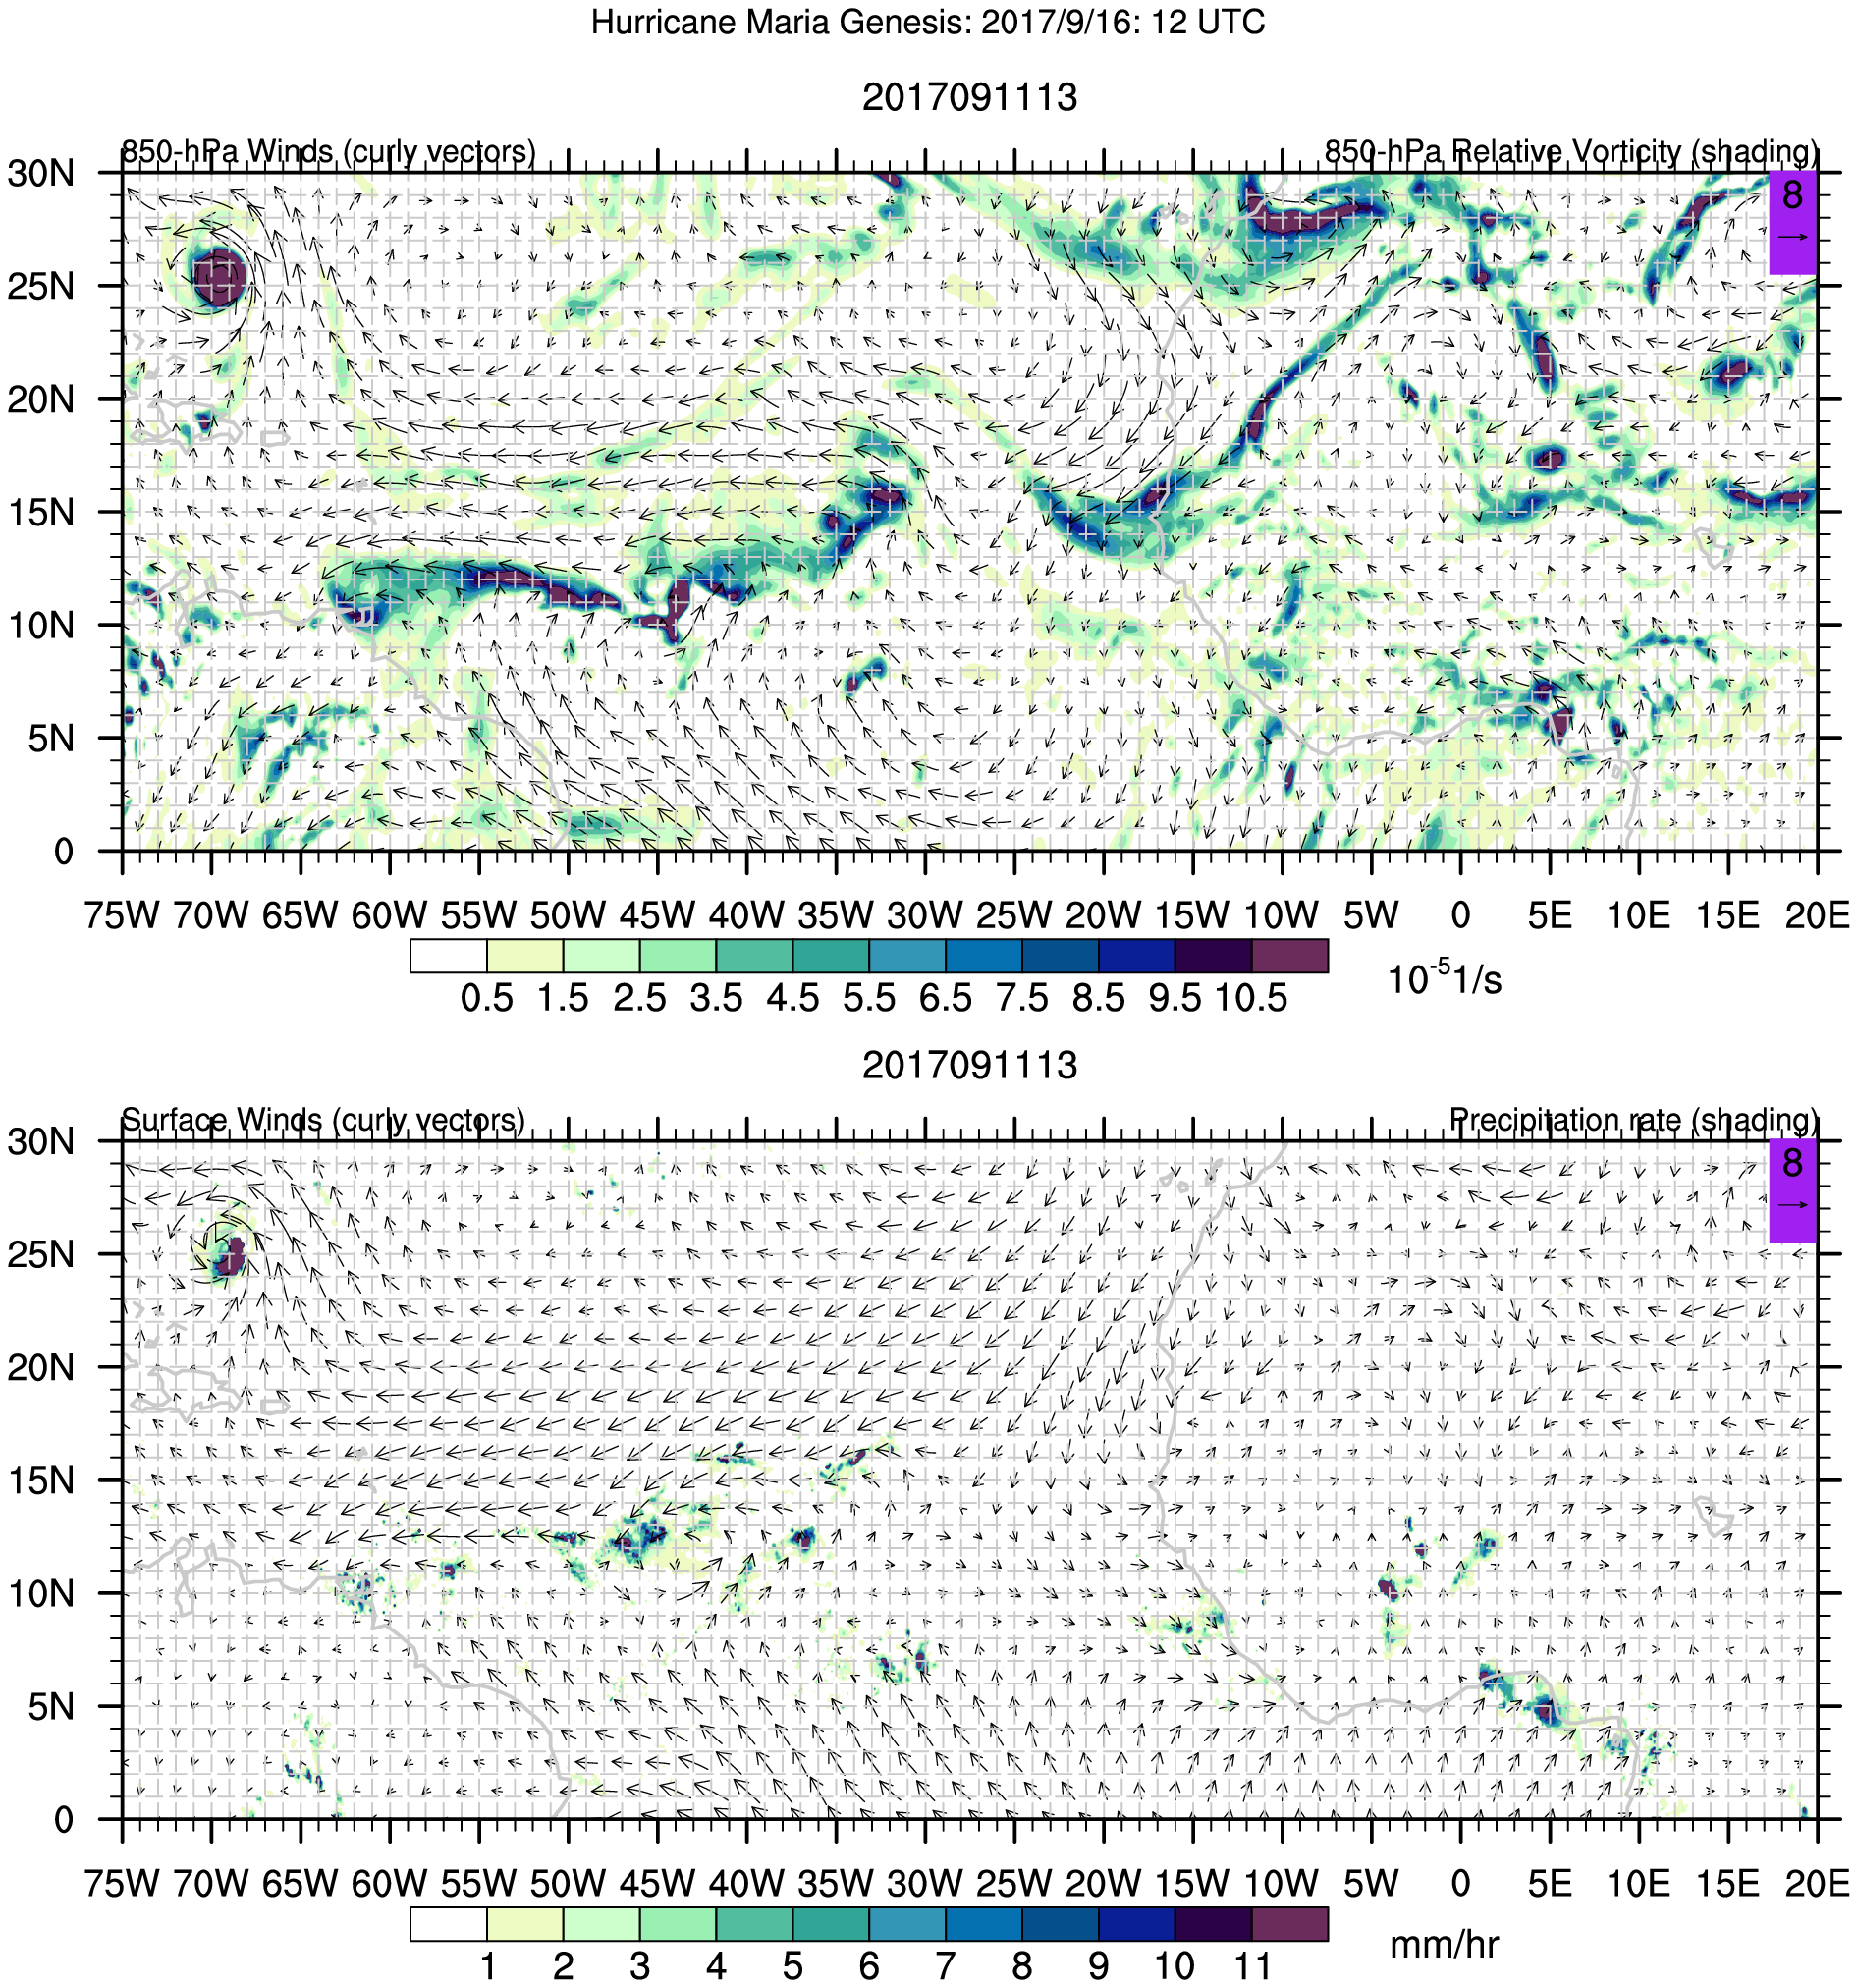 Hurricane Maria Genesis: 2017/9/16: 12 UTC
2017091113
850-hPa Winds (curly vectors) 850-hPa Relative Vorticity (shading)
8
30N
25N
20N
15N
10N
5N
0
75W 70W 65W 60W 55W 50W 45W 40W 35W 30W 25W 20W 15W 10W 5W 0 5E 10E 15E 20E
0.5 1.5 2.5 3.5 4.5 5.5 6.5 7.5 8.5 9.5 10.5
10-51/s
2017091113
Surface Winds (curly vectors) Precipitation rate (shading)
8
30N
25N
20N
15N
10N
5N
0
75W 70W 65W 60W 55W 50W 45W 40W 35W 30W 25W 20W 15W 10W 5W 0 5E 10E 15E 20E
1 2 3 4 5 6 7 8 9 10 11
mm/hr